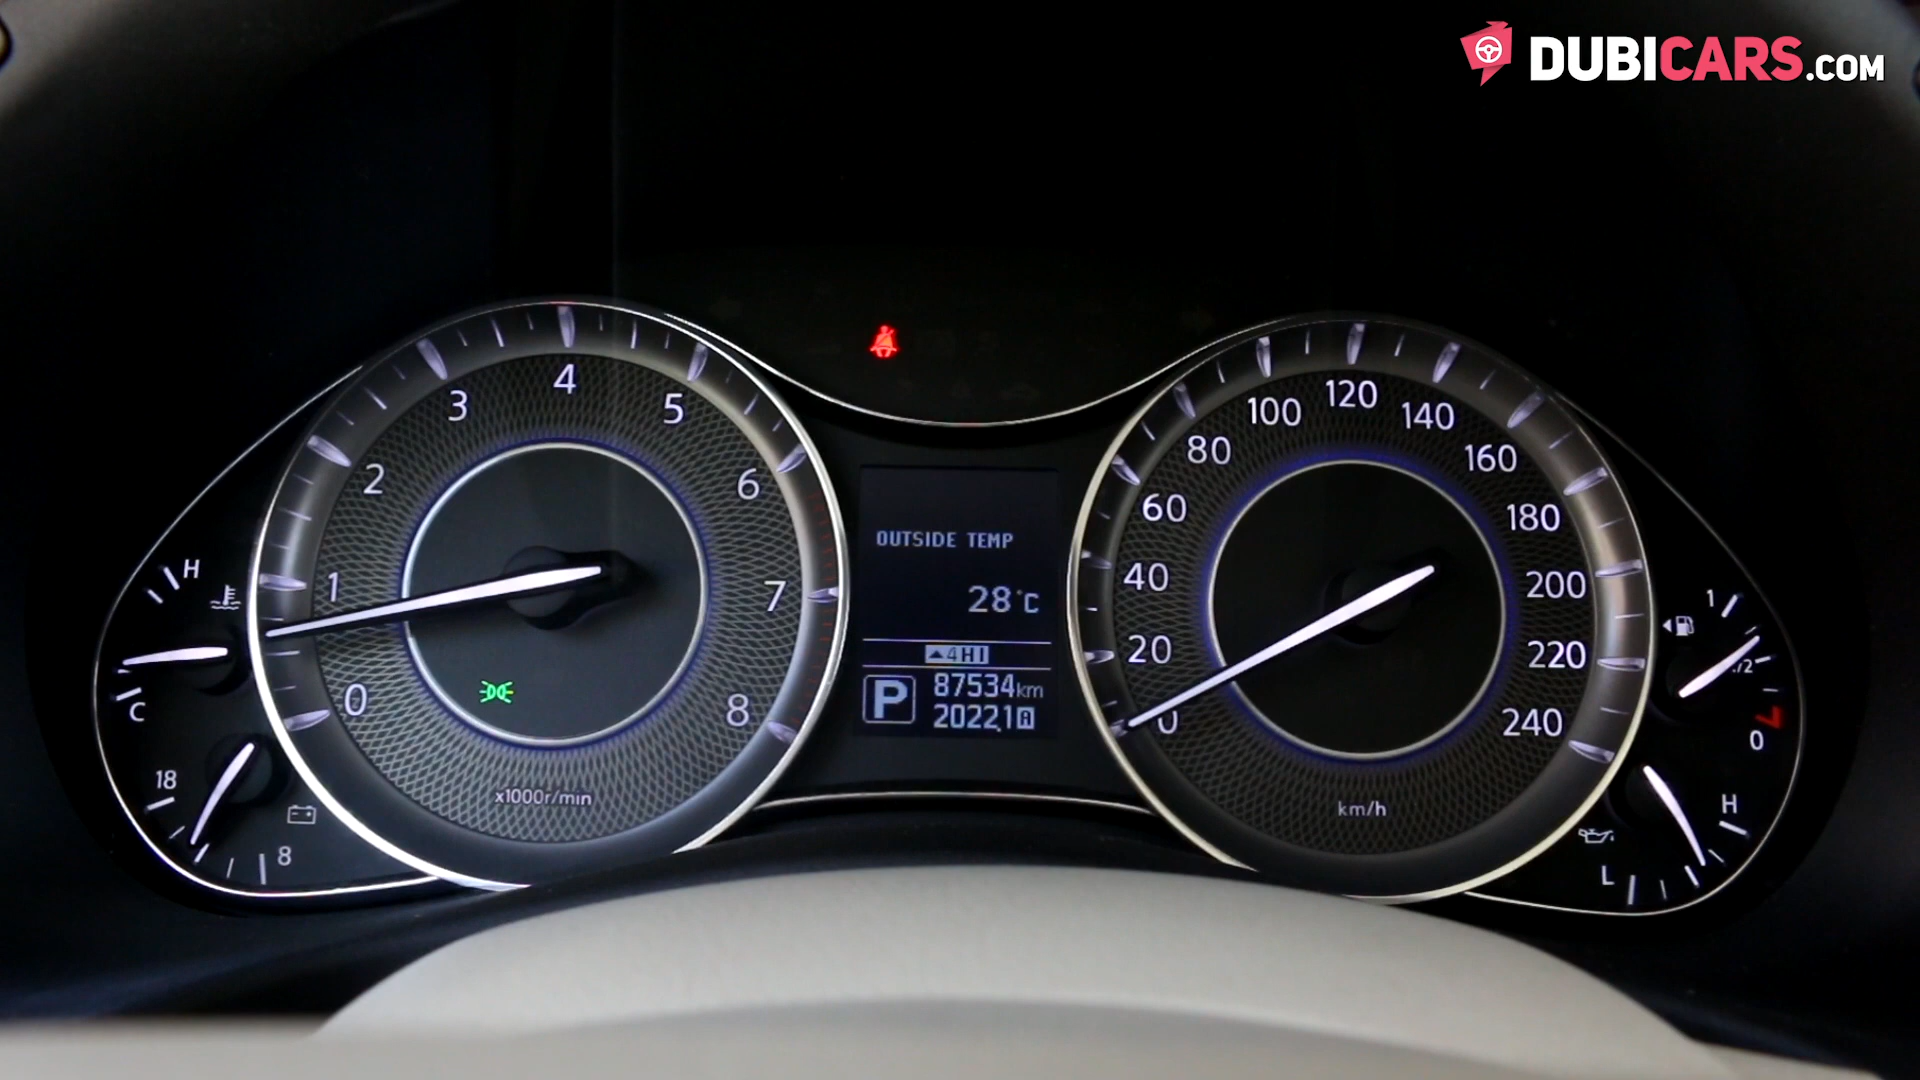 DUBICARS.com
0 1 2 3 4 5 6 7 8
x1000r/min
H
C
18
8
OUTSIDE TEMP
28°C
4HI
P 87534km
2022.1 A
0 20 40 60 80 100 120 140 160 180 200 220 240
km/h
1
1/2
0
H
L